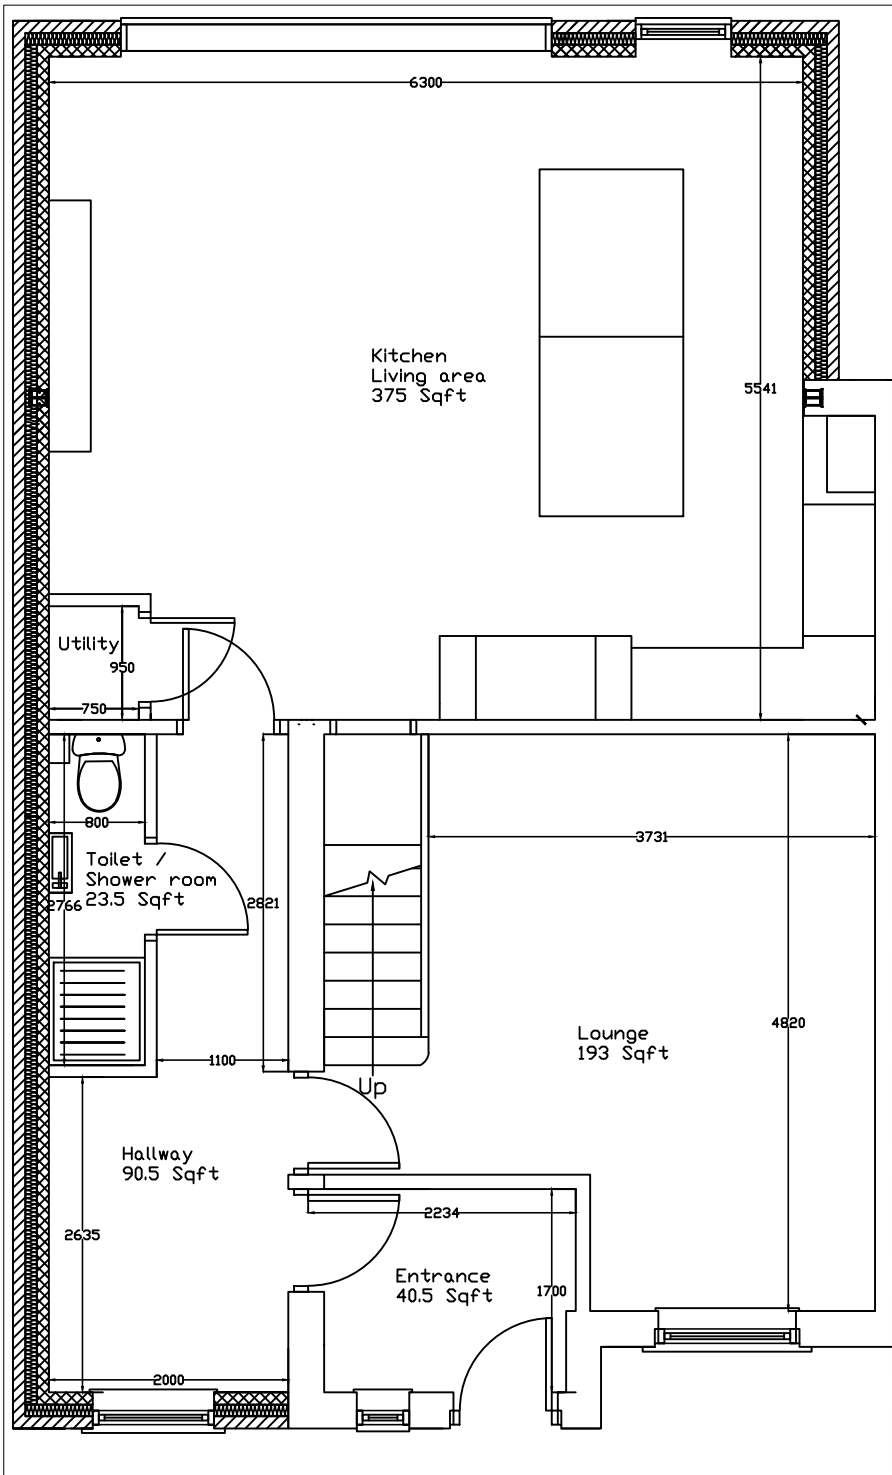 6300
Kitchen
Living area
375 Sqft
5541
Utility
950
750
800
3731
Toilet /
Shower room
23.5 Sqft
2766
2821
4820
Lounge
193 Sqft
1100
Up
Hallway
90.5 Sqft
2234
2635
Entrance
40.5 Sqft
1700
2000